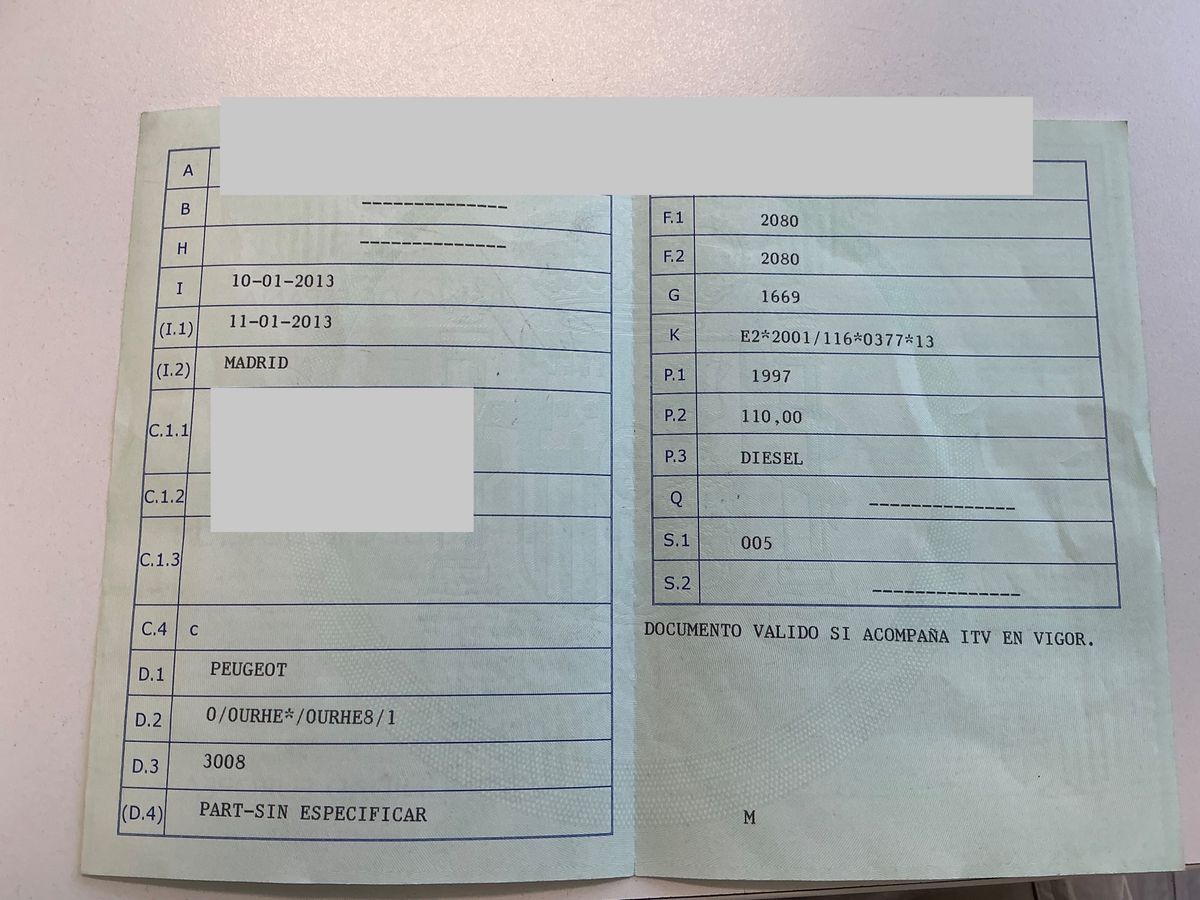 A
B --------------
H --------------
I 10-01-2013
(I.1) 11-01-2013
(I.2) MADRID
C.1.1
C.1.2
C.1.3
C.4 c
D.1 PEUGEOT
D.2 0/0URHE*/0URHE8/1
D.3 3008
(D.4) PART-SIN ESPECIFICAR
F.1 2080
F.2 2080
G 1669
K E2*2001/116*0377*13
P.1 1997
P.2 110,00
P.3 DIESEL
Q --------------
S.1 005
S.2 --------------
DOCUMENTO VALIDO SI ACOMPAÑA ITV EN VIGOR.
M